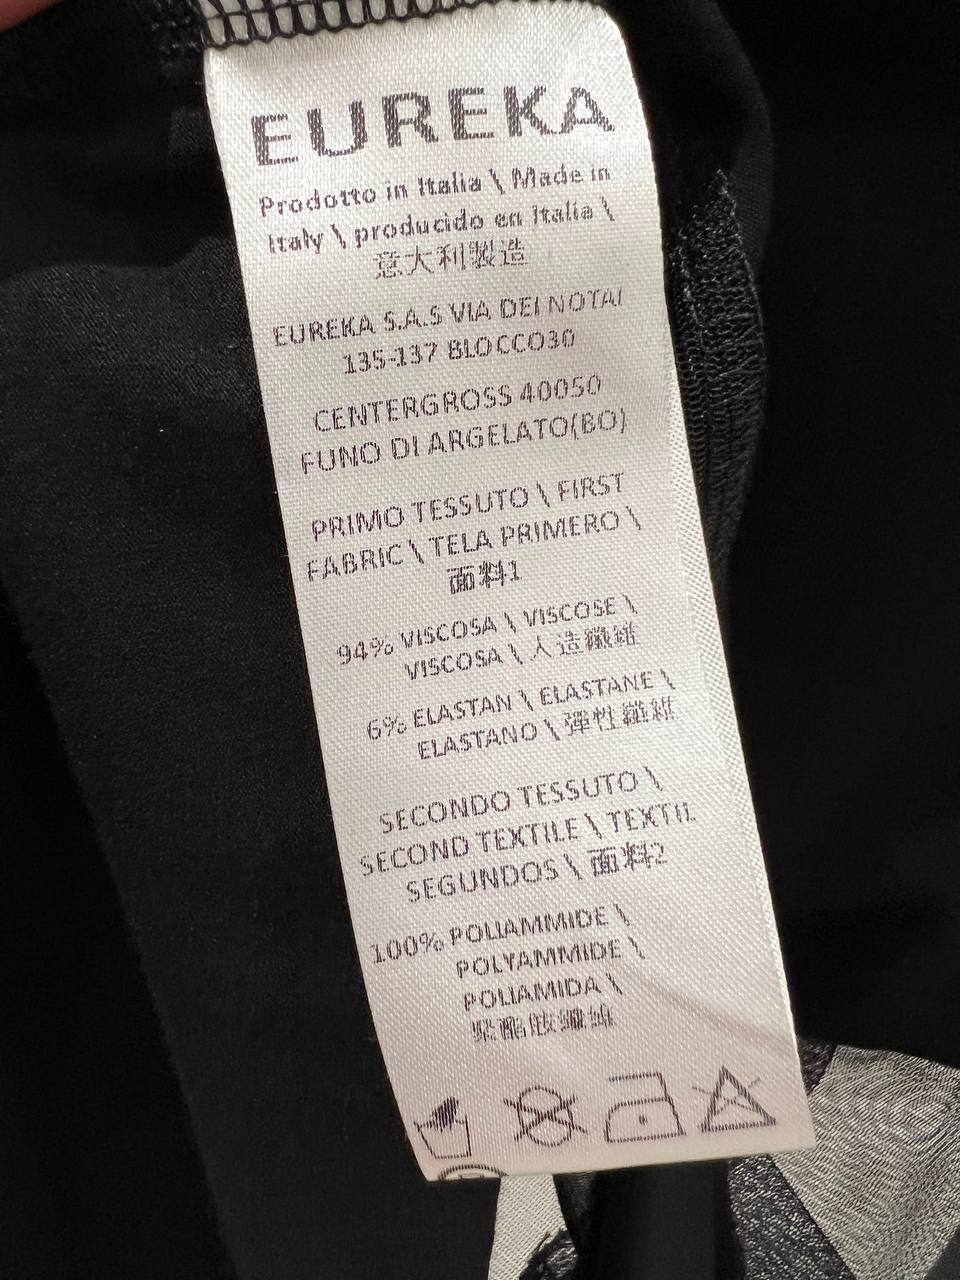 EUREKA
Prodotto in Italia \ Made in
Italy \ producido en Italia \
意大利製造
EUREKA S.A.S VIA DEI NOTAI
135-137 BLOCCO30
CENTERGROSS 40050
FUNO DI ARGELATO(BO)
PRIMO TESSUTO \ FIRST
FABRIC \ TELA PRIMERO \
面料1
94% VISCOSA \ VISCOSE \
VISCOSA \ 人造纖維
6% ELASTAN \ ELASTANE \
ELASTANO \ 彈性纖維
SECONDO TESSUTO \
SECOND TEXTILE \ TEXTIL
SEGUNDOS \ 面料2
100% POLIAMMIDE \
POLYAMMIDE \
POLIAMIDA \